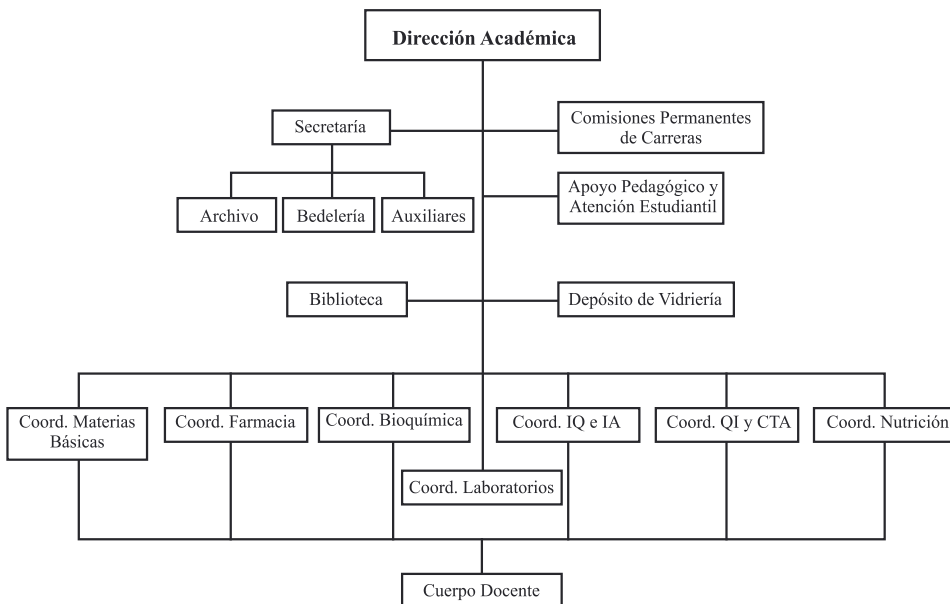 Dirección Académica
Secretaría
Comisiones Permanentes
de Carreras
Archivo
Bedelería
Auxiliares
Apoyo Pedagógico y
Atención Estudiantil
Biblioteca
Depósito de Vidriería
Coord. Materias
Básicas
Coord. Farmacia
Coord. Bioquímica
Coord. IQ e IA
Coord. QI y CTA
Coord. Nutrición
Coord. Laboratorios
Cuerpo Docente